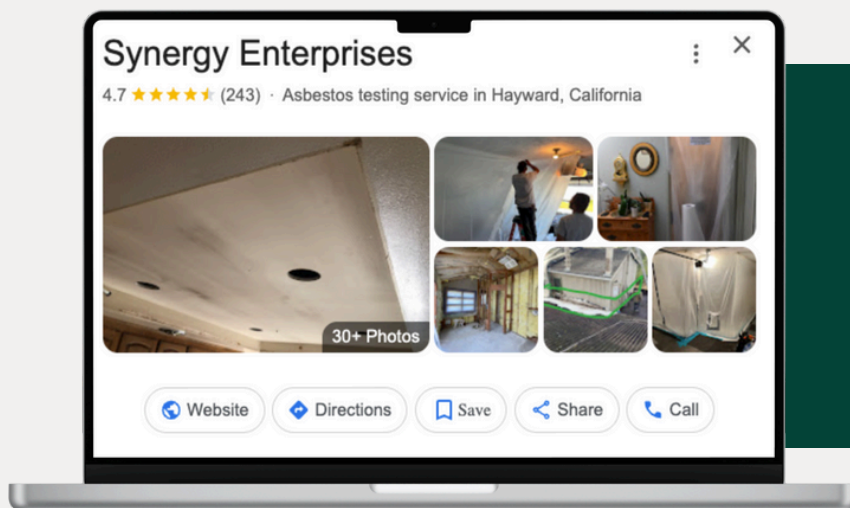 Synergy Enterprises
4.7 (243) · Asbestos testing service in Hayward, California
30+ Photos
Website Directions Save Share Call